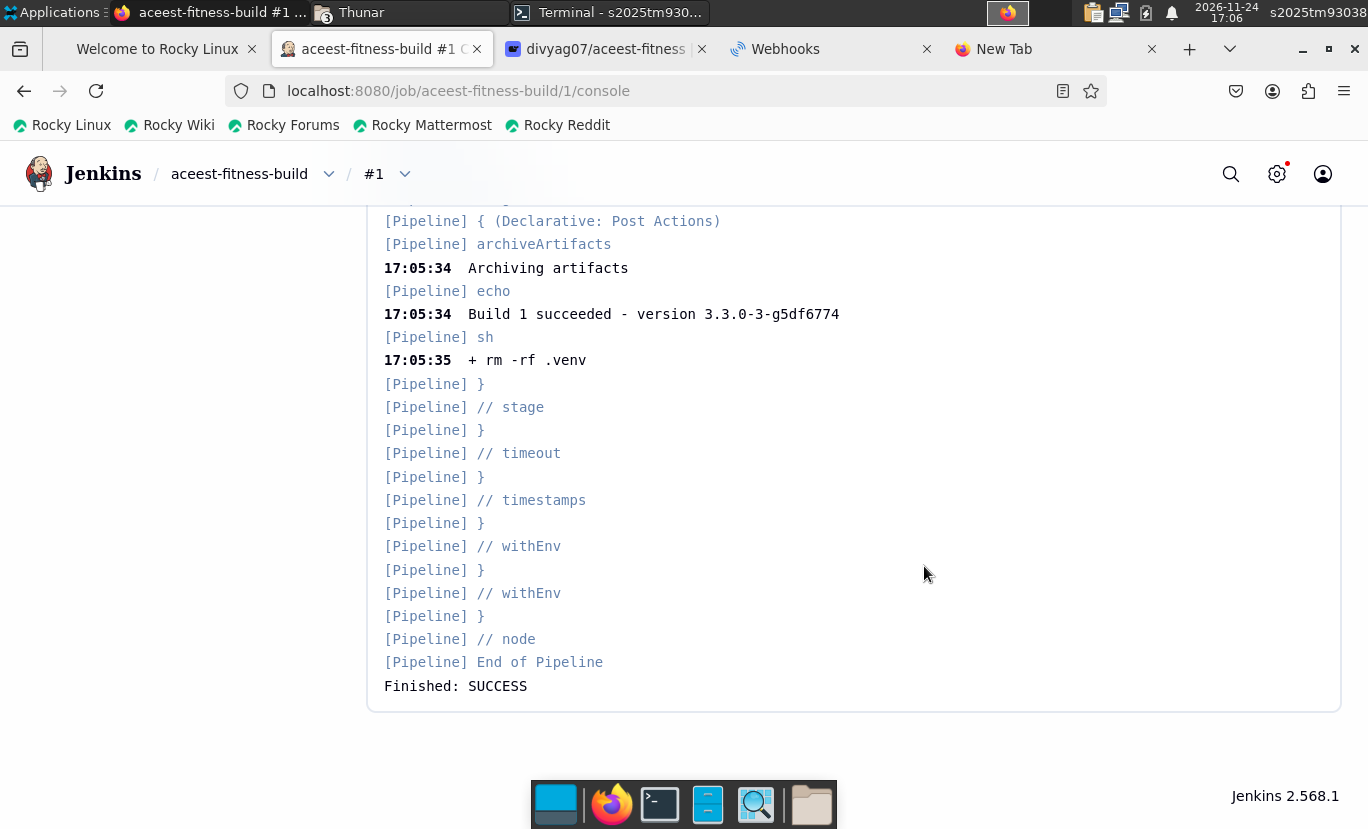 Applications
aceest-fitness-build #1 ...
3
Thunar
Terminal - s2025tm930...
2026-11-24
17:06
s2025tm93038
Welcome to Rocky Linux
aceest-fitness-build #1 C
divyag07/aceest-fitness
Webhooks
New Tab
localhost:8080/job/aceest-fitness-build/1/console
Rocky Linux
Rocky Wiki
Rocky Forums
Rocky Mattermost
Rocky Reddit
Jenkins / aceest-fitness-build / #1
[Pipeline] { (Declarative: Post Actions)
[Pipeline] archiveArtifacts
17:05:34 Archiving artifacts
[Pipeline] echo
17:05:34 Build 1 succeeded - version 3.3.0-3-g5df6774
[Pipeline] sh
17:05:35 + rm -rf .venv
[Pipeline] }
[Pipeline] // stage
[Pipeline] }
[Pipeline] // timeout
[Pipeline] }
[Pipeline] // timestamps
[Pipeline] }
[Pipeline] // withEnv
[Pipeline] }
[Pipeline] // withEnv
[Pipeline] }
[Pipeline] // node
[Pipeline] End of Pipeline
Finished: SUCCESS
Jenkins 2.568.1